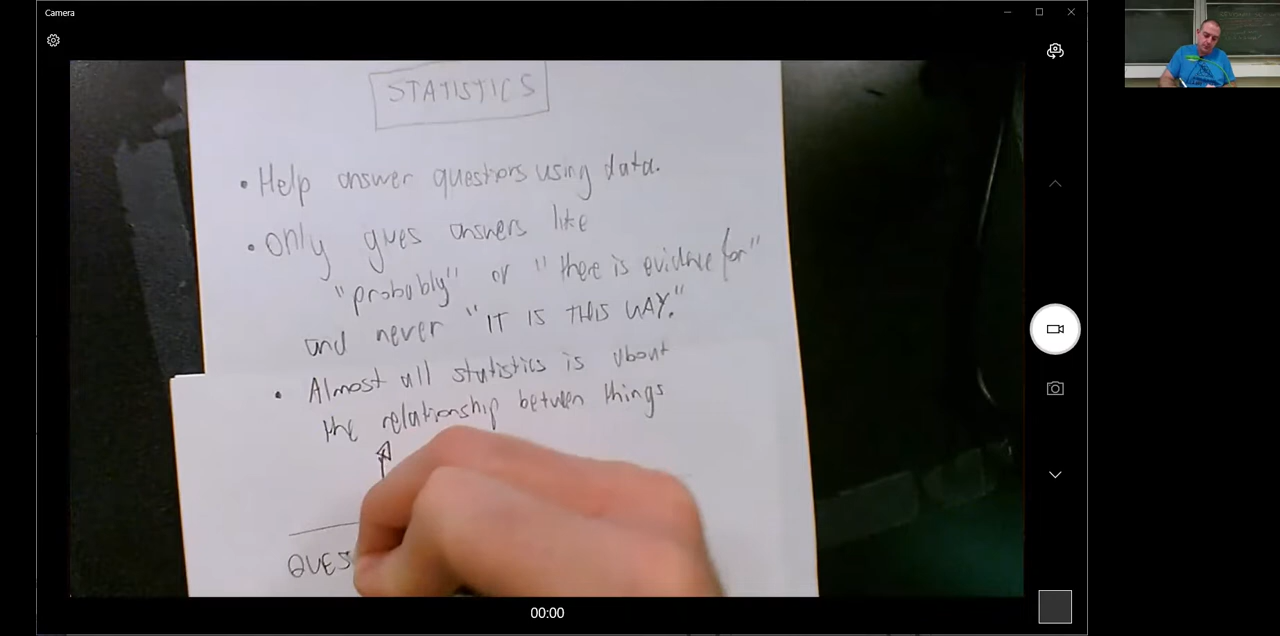 Camera
STATISTICS
• Help answer questions using data.
• Only gives answers like
"probably" or "there is evidence for"
and never "IT IS THIS WAY."
• Almost all statistics is about
the relationship between things
QUES
00:00